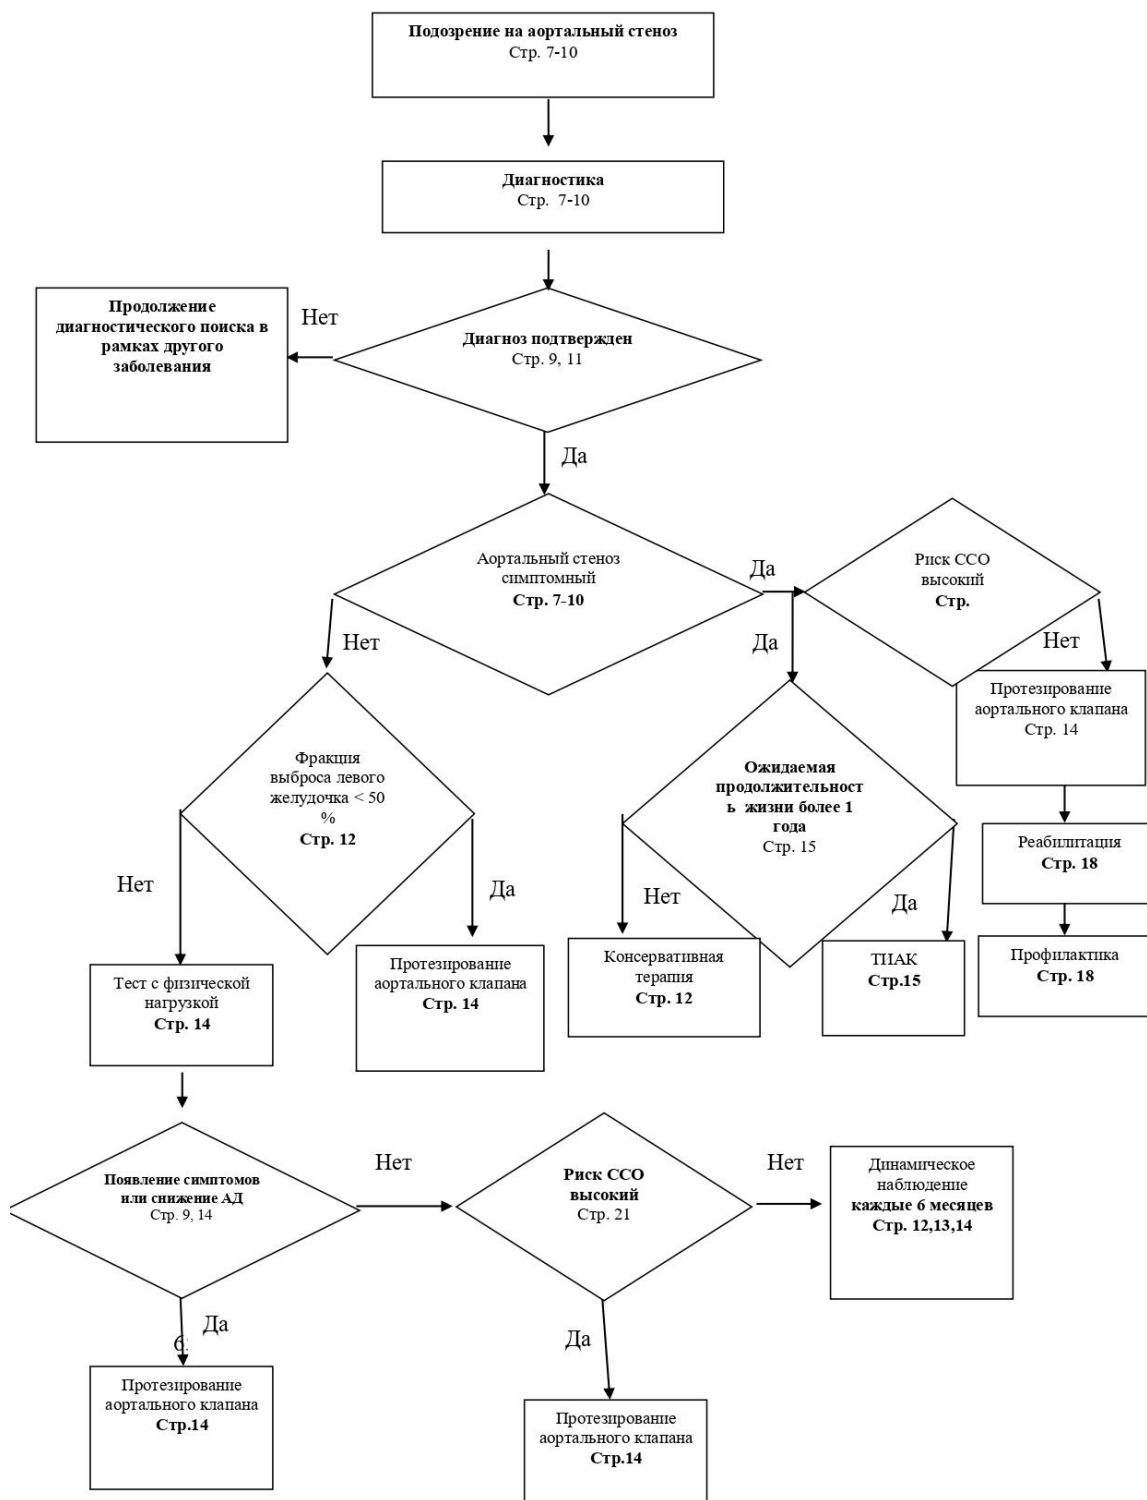 Подозрение на аортальный стеноз
Стр. 7-10
Диагностика
Стр. 7-10
Продолжение
диагностического поиска в
рамках другого
заболевания
Нет
Диагноз подтвержден
Стр. 9, 11
Да
Аортальный стеноз
симптомный
Стр. 7-10
Да
Риск ССО
высокий
Стр.
Нет
Да
Нет
Протезирование
аортального клапана
Стр. 14
Фракция
выброса левого
желудочка < 50
%
Стр. 12
Ожидаемая
продолжительност
ь жизни более 1
года
Стр. 15
Реабилитация
Стр. 18
Нет
Да
Нет
Да
Профилактика
Стр. 18
Тест с физической
нагрузкой
Стр. 14
Протезирование
аортального клапана
Стр. 14
Консервативная
терапия
Стр. 12
ТИАК
Стр.15
Появление симптомов
или снижение АД
Стр. 9, 14
Нет
Риск ССО
высокий
Стр. 21
Нет
Динамическое
наблюдение
каждые 6 месяцев
Стр. 12,13,14
Да
Да
Протезирование
аортального клапана
Стр.14
Протезирование
аортального клапана
Стр.14